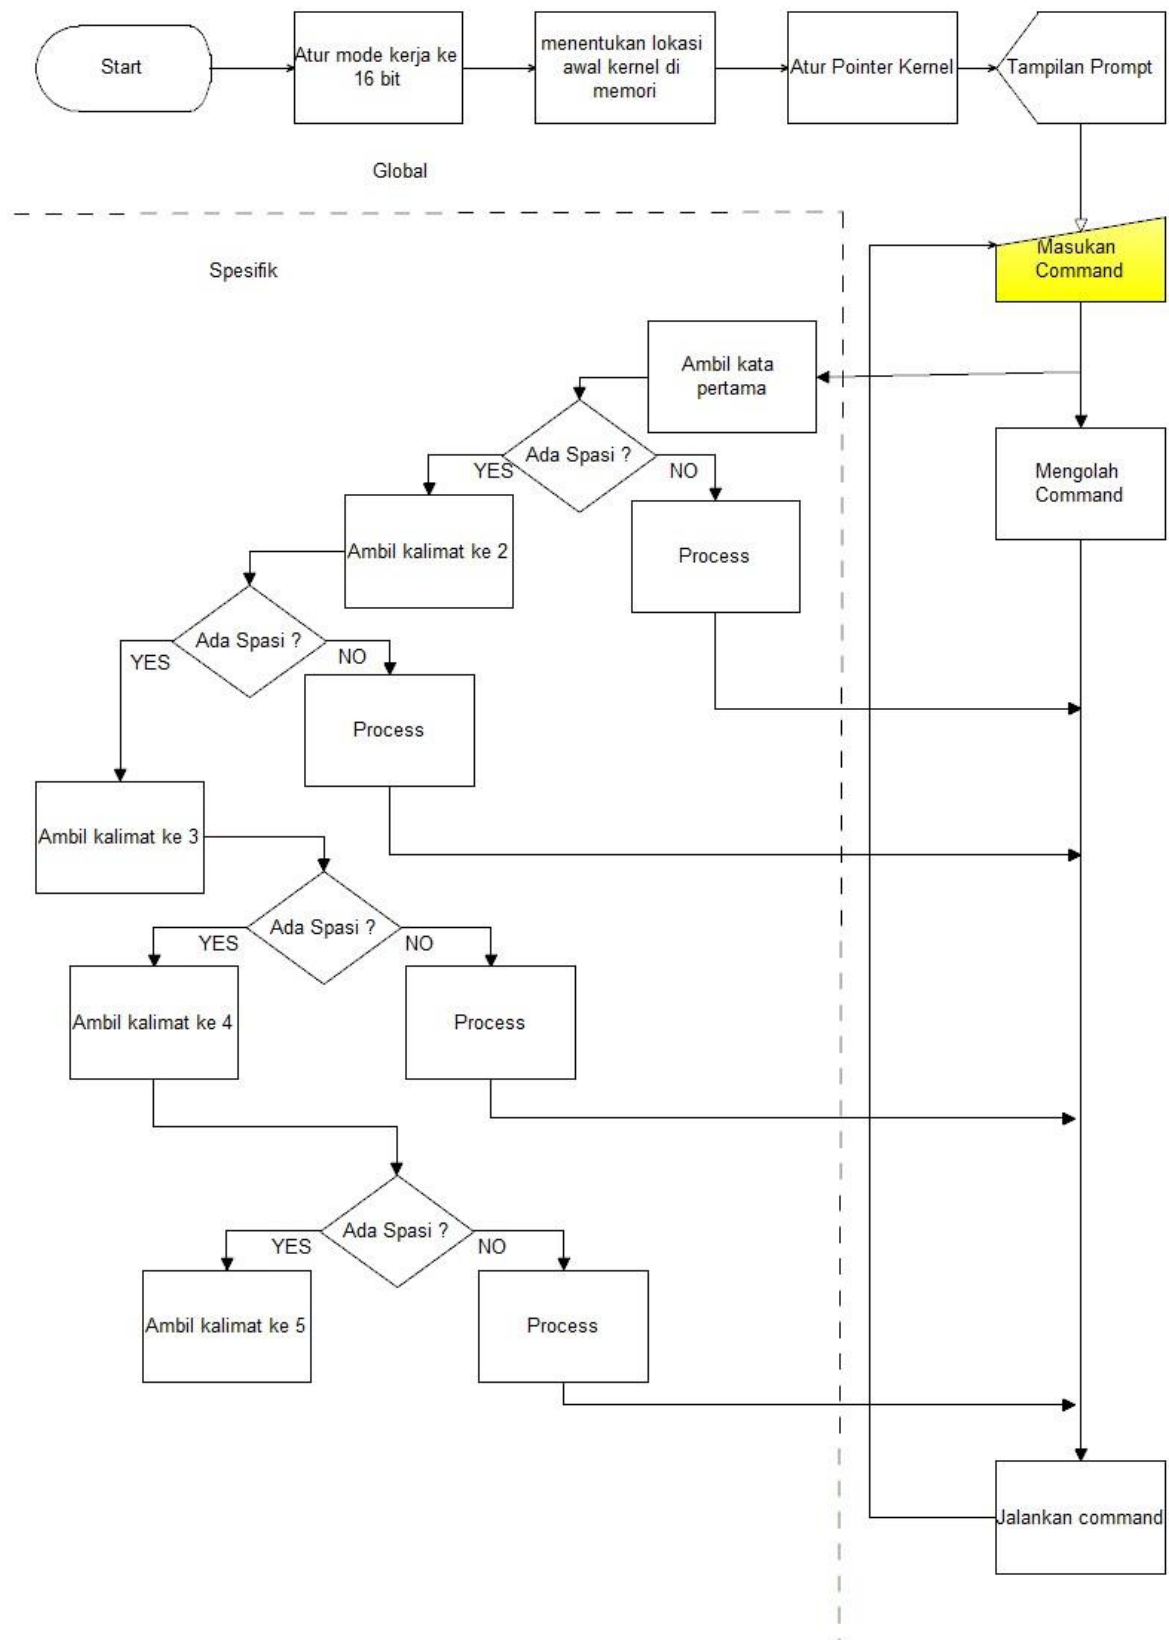 Start
Atur mode kerja ke
16 bit
menentukan lokasi
awal kernel di
memori
Atur Pointer Kernel
Tampilan Prompt
Global
Spesifik
Masukan
Command
Ambil kata
pertama
Ada Spasi ?
YES
NO
Mengolah
Command
Ambil kalimat ke 2
Process
Ada Spasi ?
YES
NO
Process
Ambil kalimat ke 3
Ada Spasi ?
YES
NO
Ambil kalimat ke 4
Process
Ada Spasi ?
YES
NO
Ambil kalimat ke 5
Process
Jalankan command